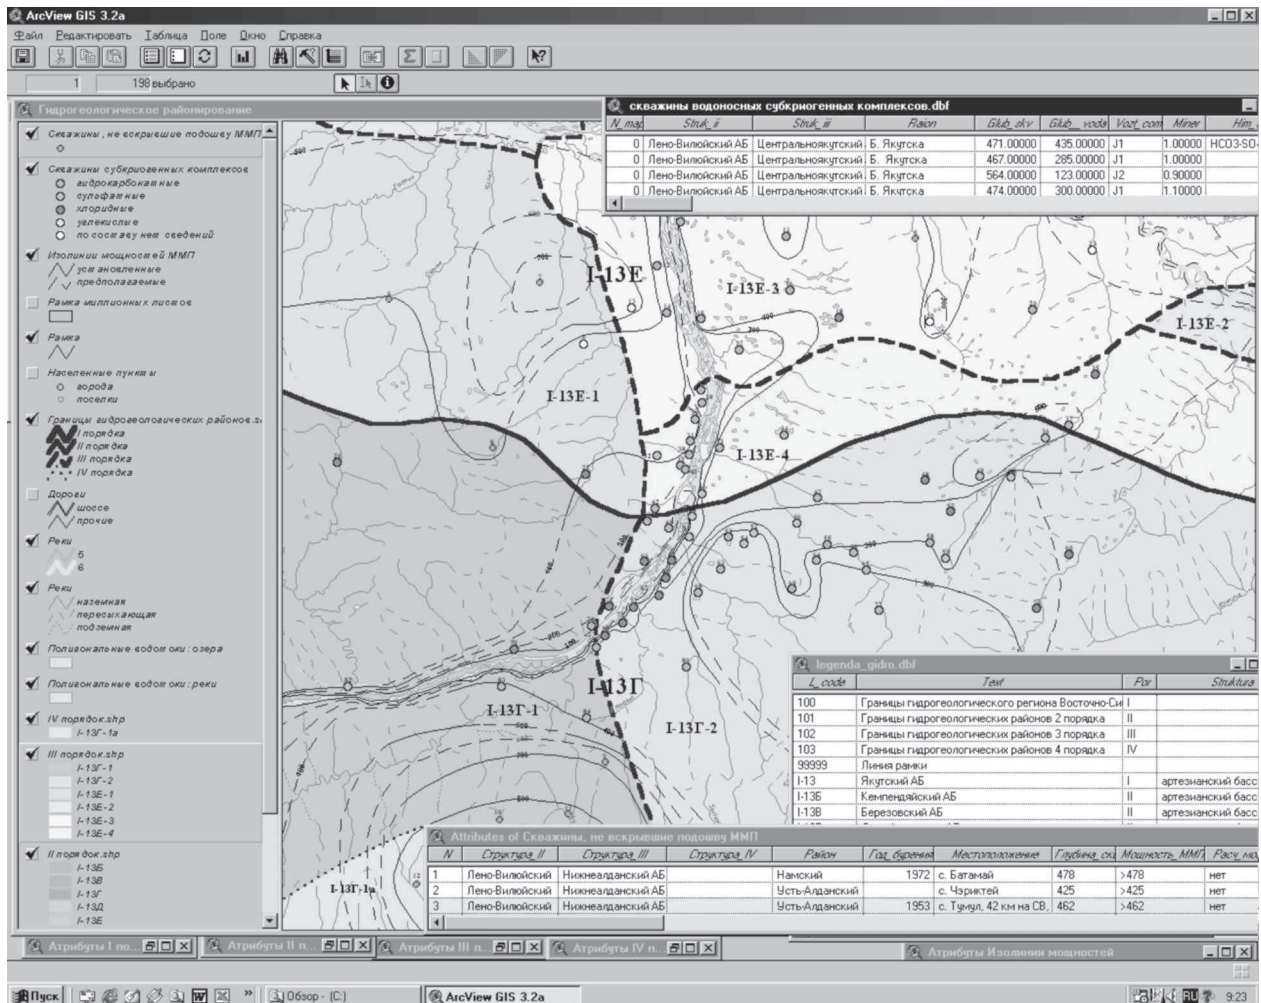 ArcView GIS 3.2a
Файл Редактировать Таблица Поле Окно Справка
1 198 выбрано
Гидрогеологическое районирование
Скважины, не вскрывшие подошву ММП
Скважины субкриогенных комплексов
гидрокарбонатные
сульфатные
хлоридные
углекислые
по составу нет сведений
Изолинии мощностей ММП
установленные
предполагаемые
Рамка миллионных листов
Рамка
Населенные пункты
города
поселки
Границы гидрогеологических районов.s
I порядка
II порядка
III порядка
IV порядка
Дороги
шоссе
прочие
Реки
5
6
Реки
наземная
пересыхающая
подземная
Полигональные водотоки: озера
Полигональные водотоки: реки
IV порядок.shp
I-13Г-1а
III порядок.shp
I-13Г-1
I-13Г-2
I-13Е-1
I-13Е-2
I-13Е-3
I-13Е-4
II порядок.shp
I-13Б
I-13В
I-13Г
I-13Д
I-13Е
скважины водоносных субкриогенных комплексов.dbf
N_map Struk_ii Struk_iii Raion Glub_skv Glub__voda Vozt_com Miner Him_
0 Лено-Вилюйский АБ Центральноякутский Б. Якутска 471.00000 435.00000 J1 1.00000 HCO3-SO
0 Лено-Вилюйский АБ Центральноякутский Б. Якутска 467.00000 285.00000 J1 1.00000
0 Лено-Вилюйский АБ Центральноякутский Б. Якутска 564.00000 123.00000 J2 0.90000
0 Лено-Вилюйский АБ Центральноякутский Б. Якутска 474.00000 300.00000 J1 1.10000
I-13Е
I-13Е-3
I-13Е-2
I-13Е-1
I-13Е-4
I-13Г
I-13Г-1
I-13Г-2
I-13Г-1а
legenda_gidro.dbf
L_code Text Por Struktura
100 Границы гидрогеологического региона Восточно-Си I
101 Границы гидрогеологических районов 2 порядка II
102 Границы гидрогеологических районов 3 порядка III
103 Границы гидрогеологических районов 4 порядка IV
99999 Линия рамки
I-13 Якутский АБ I артезианский басс
I-13Б Кемпендяйский АБ II артезианский басс
I-13В Березовский АБ II артезианский басс
Attributes of Скважины, не вскрывшие подошву ММП
N Структура_II Структура_III Структура_IV Район Год_бурения Местоположение Глубина_ск Мощность_ММП Расч_мо
1 Лено-Вилюйский Нижнеалданский АБ Намский 1972 с. Батамай 478 >478 нет
2 Лено-Вилюйский Нижнеалданский АБ Усть-Алданский с. Чэриктей 425 >425 нет
3 Лено-Вилюйский Нижнеалданский АБ Усть-Алданский 1953 с. Тумул, 42 км на СВ, 462 >462 нет
Атрибуты I по... Атрибуты II п... Атрибуты III п... Атрибуты IV п... Атрибуты Изолинии мощностей
Пуск Обзор - (C:) ArcView GIS 3.2a RU 9:23